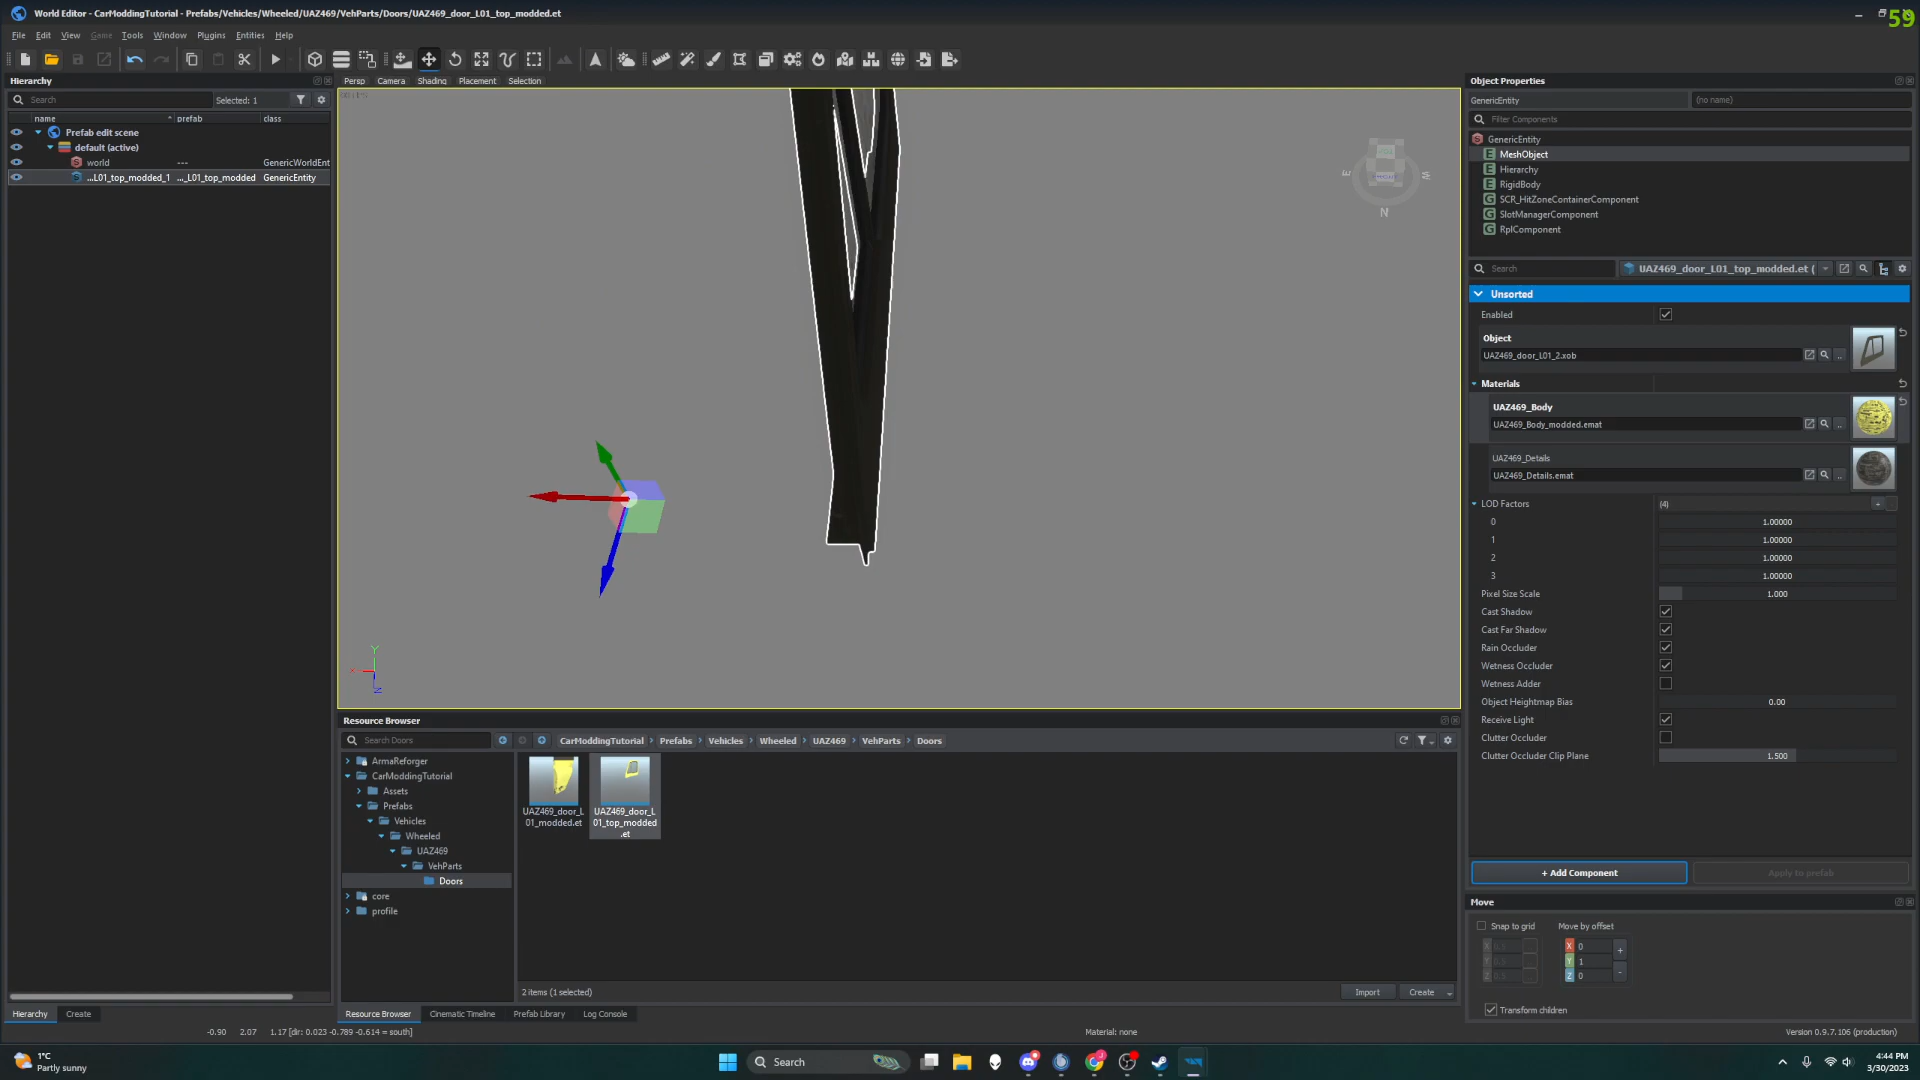 World Editor - CarModdingTutorial - Prefabs/Vehicles/Wheeled/UAZ469/VehParts/Doors/UAZ469_door_L01_top_modded.et
59
File Edit View Game Tools Window Plugins Entities Help
Hierarchy
Search
Selected: 1
name prefab class
Prefab edit scene
default (active)
world --- GenericWorldEnt
...L01_top_modded_1 ..._L01_top_modded GenericEntity
Persp Camera Shading Placement Selection
E W
N
Y
Z
Object Properties
GenericEntity (no name)
Filter Components
GenericEntity
MeshObject
Hierarchy
RigidBody
SCR_HitZoneContainerComponent
SlotManagerComponent
RplComponent
Search
UAZ469_door_L01_top_modded.et (
Unsorted
Enabled
Object
UAZ469_door_L01_2.xob
Materials
UAZ469_Body
UAZ469_Body_modded.emat
UAZ469_Details
UAZ469_Details.emat
LOD Factors (4)
0 1.00000
1 1.00000
2 1.00000
3 1.00000
Pixel Size Scale 1.000
Cast Shadow
Cast Far Shadow
Rain Occluder
Wetness Occluder
Wetness Adder
Object Heightmap Bias 0.00
Receive Light
Clutter Occluder
Clutter Occluder Clip Plane 1.500
+ Add Component
Apply to prefab
Move
Snap to grid Move by offset
X 0.5 X 0 +
Y 0.5 Y 1
Z 0.5 Z 0 -
Transform children
Resource Browser
Search Doors
CarModdingTutorial Prefabs Vehicles Wheeled UAZ469 VehParts Doors
ArmaReforger
CarModdingTutorial
Assets
Prefabs
Vehicles
Wheeled
UAZ469
VehParts
Doors
core
profile
UAZ469_door_L
01_modded.et
UAZ469_door_L
01_top_modded
.et
2 items (1 selected)
Import
Create
Hierarchy Create
Resource Browser Cinematic Timeline Prefab Library Log Console
-0.90 2.07 1.17 [dir: 0.023 -0.789 -0.614 = south]
Material: none
Version 0.9.7.106 (production)
1°C
Partly sunny
Search
4:44 PM
3/30/2023